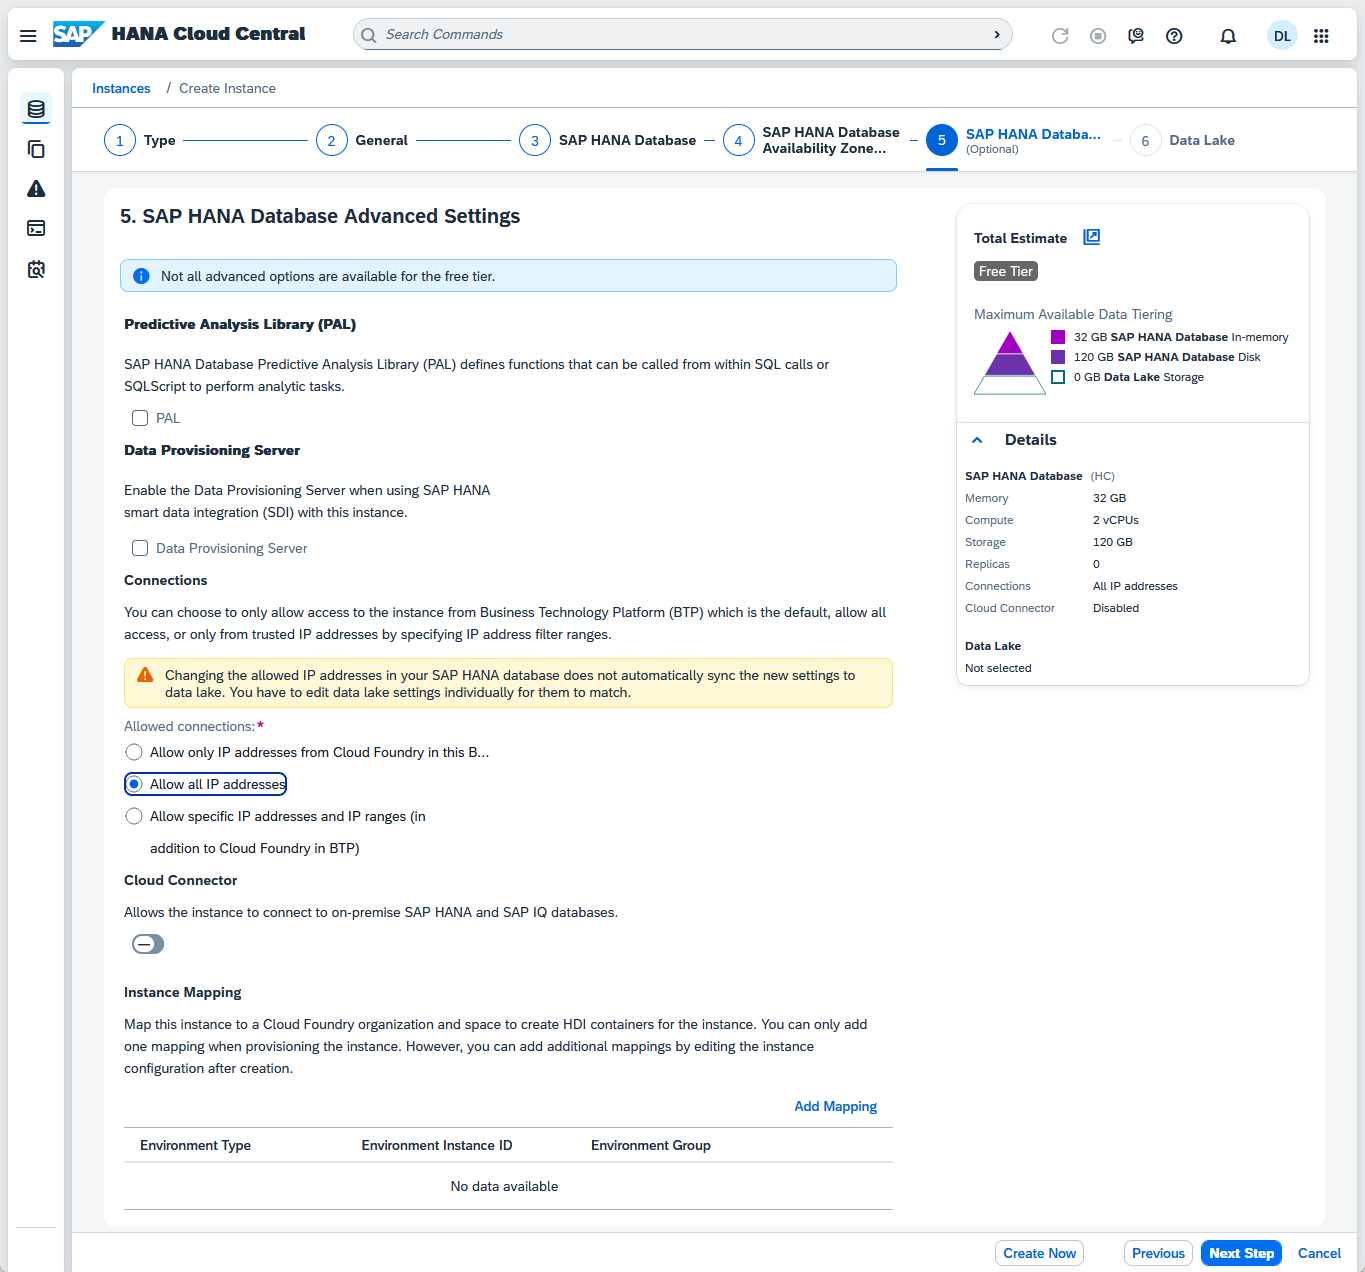 SAP HANA Cloud Central
Search Commands
DL
Instances / Create Instance
1 Type
2 General
3 SAP HANA Database
4 SAP HANA Database
Availability Zone...
5 SAP HANA Databa...
(Optional)
6 Data Lake
5. SAP HANA Database Advanced Settings
Not all advanced options are available for the free tier.
Predictive Analysis Library (PAL)
SAP HANA Database Predictive Analysis Library (PAL) defines functions that can be called from within SQL calls or
SQLScript to perform analytic tasks.
PAL
Data Provisioning Server
Enable the Data Provisioning Server when using SAP HANA
smart data integration (SDI) with this instance.
Data Provisioning Server
Connections
You can choose to only allow access to the instance from Business Technology Platform (BTP) which is the default, allow all
access, or only from trusted IP addresses by specifying IP address filter ranges.
Changing the allowed IP addresses in your SAP HANA database does not automatically sync the new settings to
data lake. You have to edit data lake settings individually for them to match.
Allowed connections:*
Allow only IP addresses from Cloud Foundry in this B...
Allow all IP addresses
Allow specific IP addresses and IP ranges (in
addition to Cloud Foundry in BTP)
Cloud Connector
Allows the instance to connect to on-premise SAP HANA and SAP IQ databases.
Instance Mapping
Map this instance to a Cloud Foundry organization and space to create HDI containers for the instance. You can only add
one mapping when provisioning the instance. However, you can add additional mappings by editing the instance
configuration after creation.
Add Mapping
Environment Type Environment Instance ID Environment Group
No data available
Total Estimate
Free Tier
Maximum Available Data Tiering
32 GB SAP HANA Database In-memory
120 GB SAP HANA Database Disk
0 GB Data Lake Storage
Details
SAP HANA Database (HC)
Memory 32 GB
Compute 2 vCPUs
Storage 120 GB
Replicas 0
Connections All IP addresses
Cloud Connector Disabled
Data Lake
Not selected
Create Now Previous Next Step Cancel